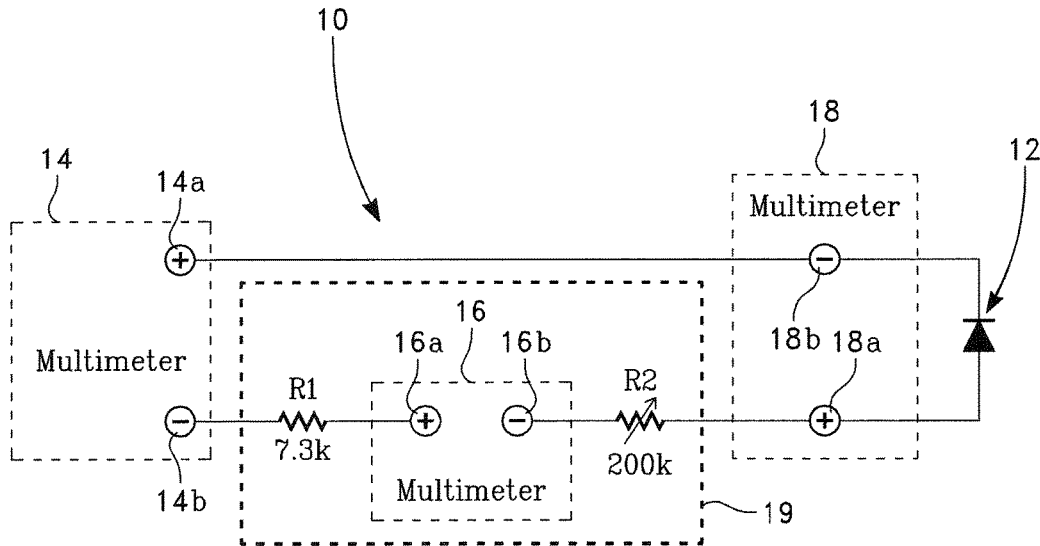 10
18
12
14
14a
Multimeter
+
−
16
18b
18a
16a
16b
Multimeter
R1
R2
+
−
−
+
7.3k
200k
Multimeter
14b
19